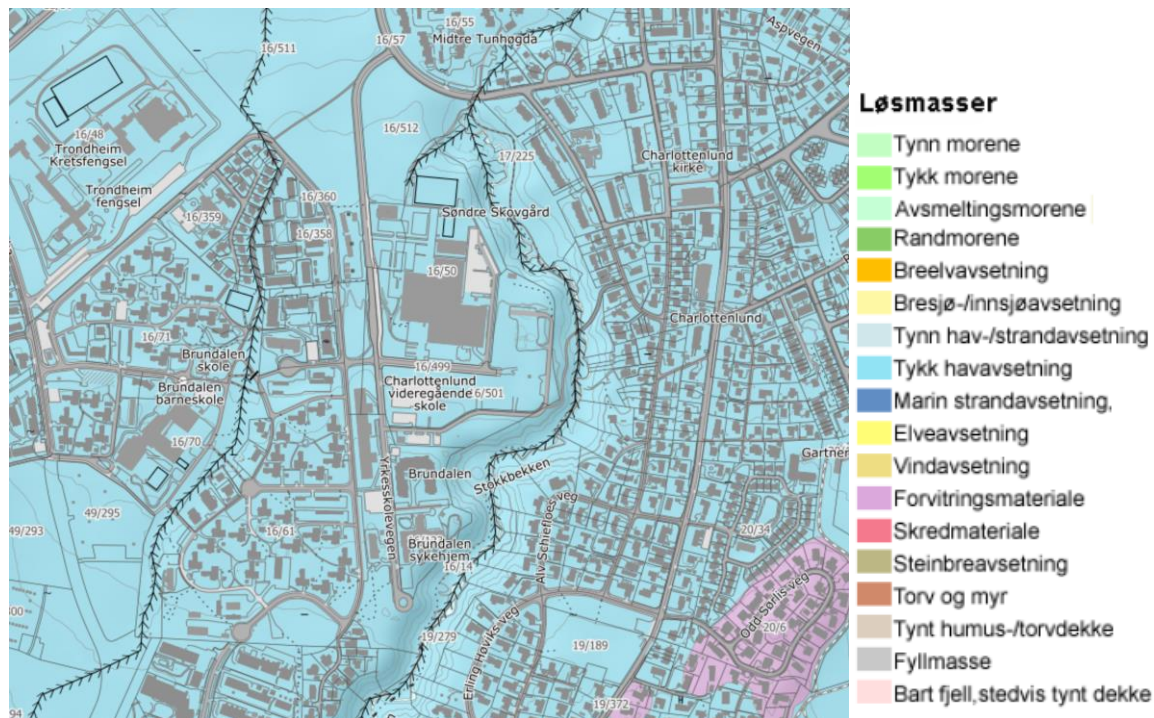 16/55
16/57
Midtre Tunhøgda
Aspvegen
16/511
16/48
Trondheim
Kretsfengsel
16/512
17/225
Charlottenlund
kirke
Trondheim
fengsel
16/360
16/359
16/358
Søndre Skovgård
16/50
16/71
Charlottenlund
Brundalen
skole
16/499
Charlottenlund
videregående
skole
16/501
Brundalen
barneskole
16/70
Gartner
Brundalen
Stokkbekken
49/295
49/293
Yrkesskolevegen
Alv Schiefloes veg
16/61
20/34
Brundalen
sykehjem
16/14
Odd Sørlis veg
20/6
19/279
19/189
Erling Høviks veg
19/372
Løsmasser
Tynn morene
Tykk morene
Avsmeltingsmorene
Randmorene
Breelvavsetning
Bresjø-/innsjøavsetning
Tynn hav-/strandavsetning
Tykk havavsetning
Marin strandavsetning,
Elveavsetning
Vindavsetning
Forvitringsmateriale
Skredmateriale
Steinbreavsetning
Torv og myr
Tynt humus-/torvdekke
Fyllmasse
Bart fjell,stedvis tynt dekke